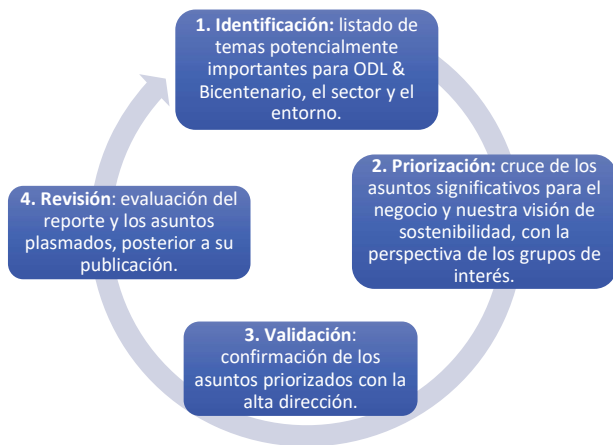 1. Identificación: listado de
temas potencialmente
importantes para ODL &
Bicentenario, el sector y el
entorno.
2. Priorización: cruce de los
asuntos significativos para el
negocio y nuestra visión de
sostenibilidad, con la
perspectiva de los grupos de
interés.
3. Validación:
confirmación de los
asuntos priorizados con la
alta dirección.
4. Revisión: evaluación del
reporte y los asuntos
plasmados, posterior a su
publicación.